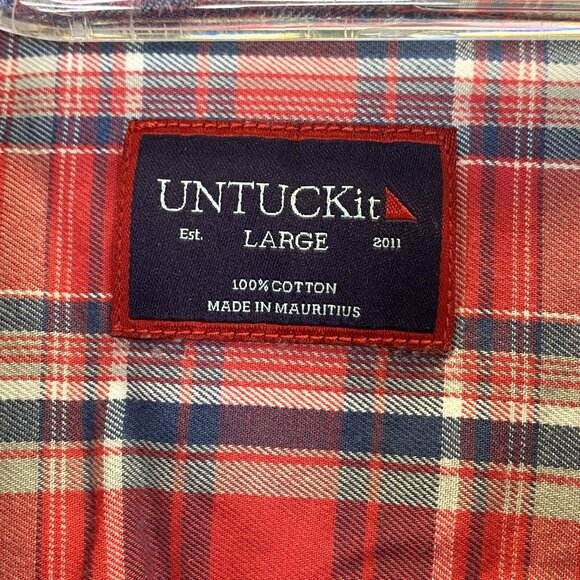 UNTUCKit
Est. LARGE 2011
100% COTTON
MADE IN MAURITIUS